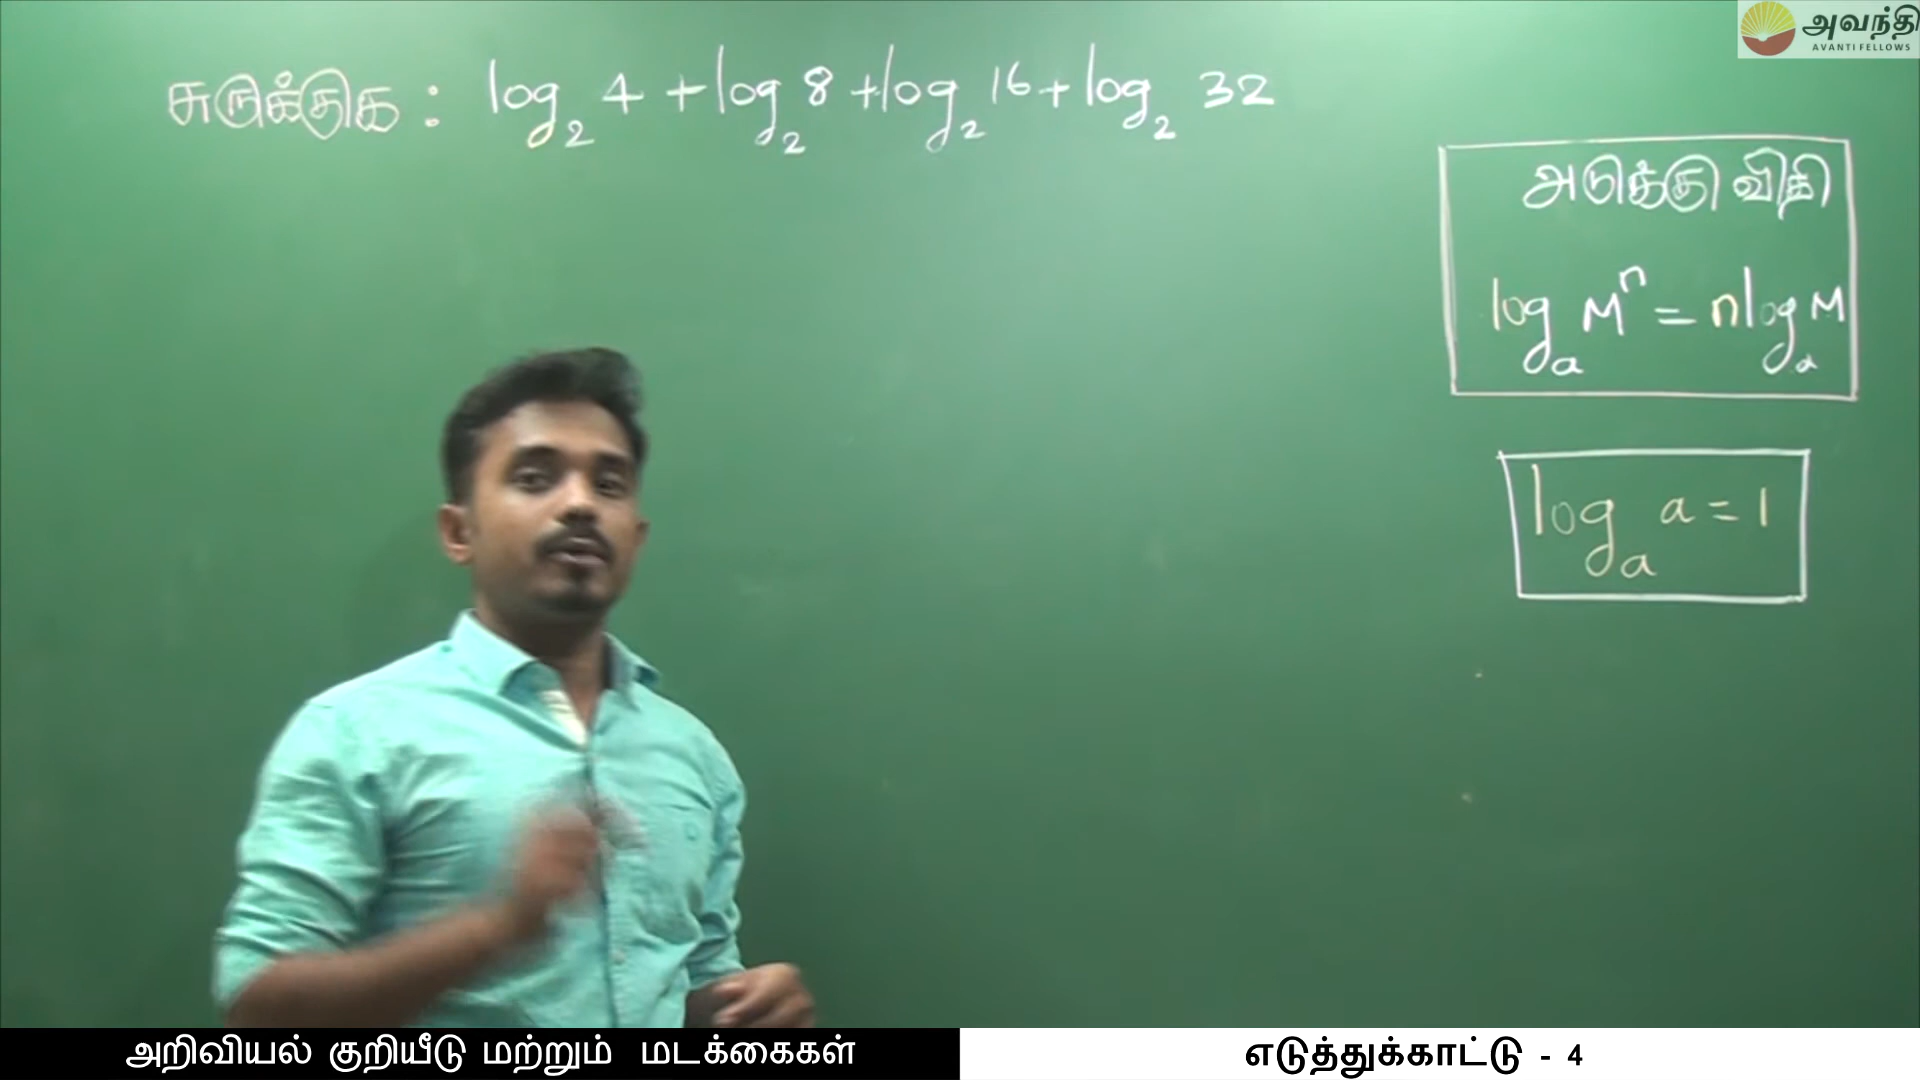 அவந்தி
AVANTI FELLOWS
சுருக்குக : log₂ 4 + log₂ 8 + log₂ 16 + log₂ 32
அடுக்கு விதி
logₐ Mⁿ = n logₐ M
logₐ a = 1
அறிவியல் குறியீடு மற்றும் மடக்கைகள்
எடுத்துக்காட்டு - 4